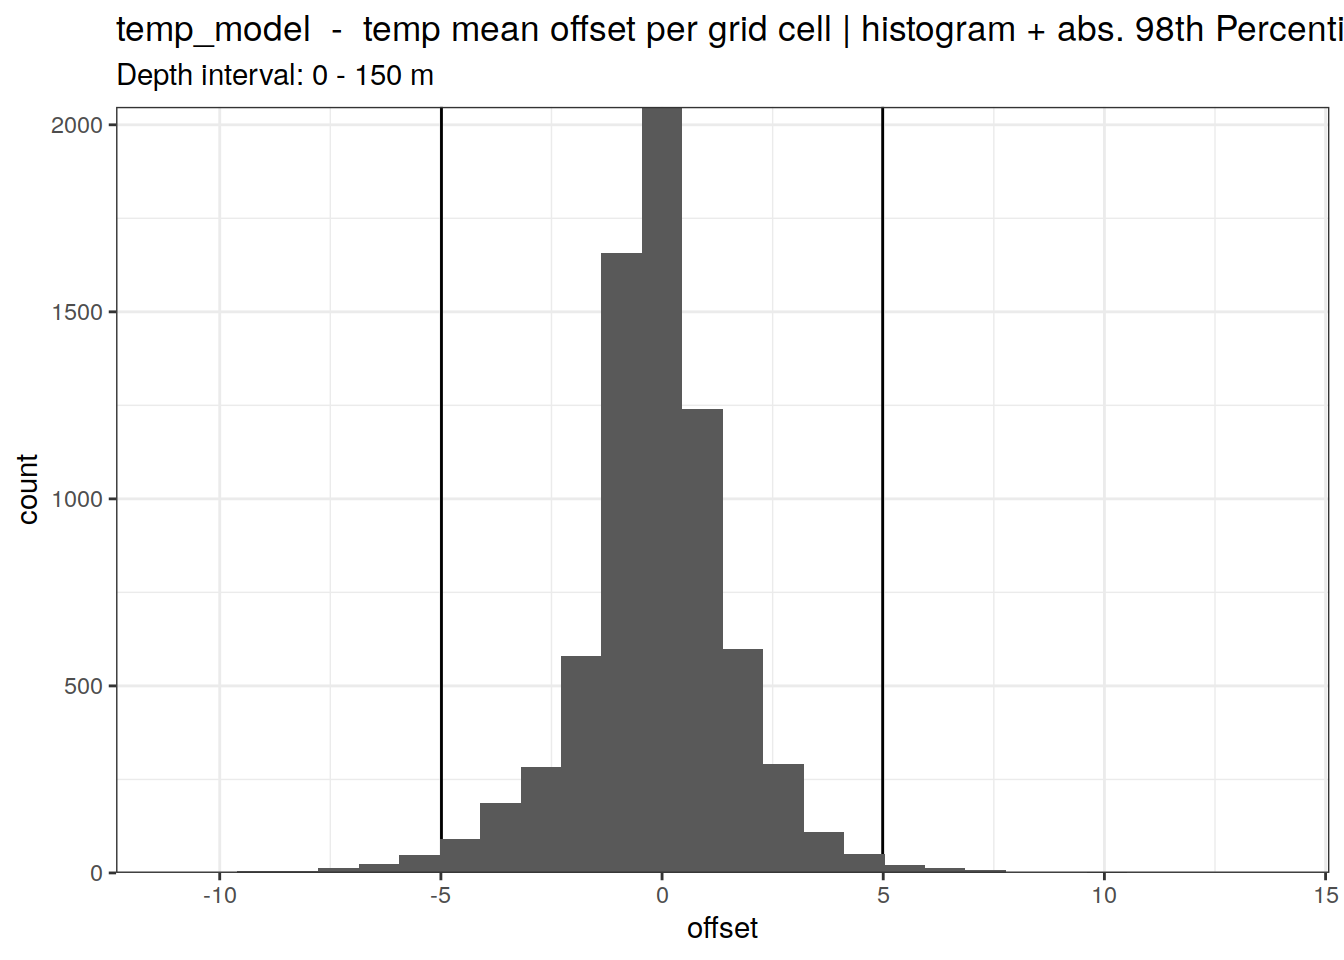 temp_model  -  temp mean offset per grid cell | histogram + abs. 98th Percenti
Depth interval: 0 - 150 m
2000
1500
1000
500
0
count
-10
-5
0
5
10
15
offset